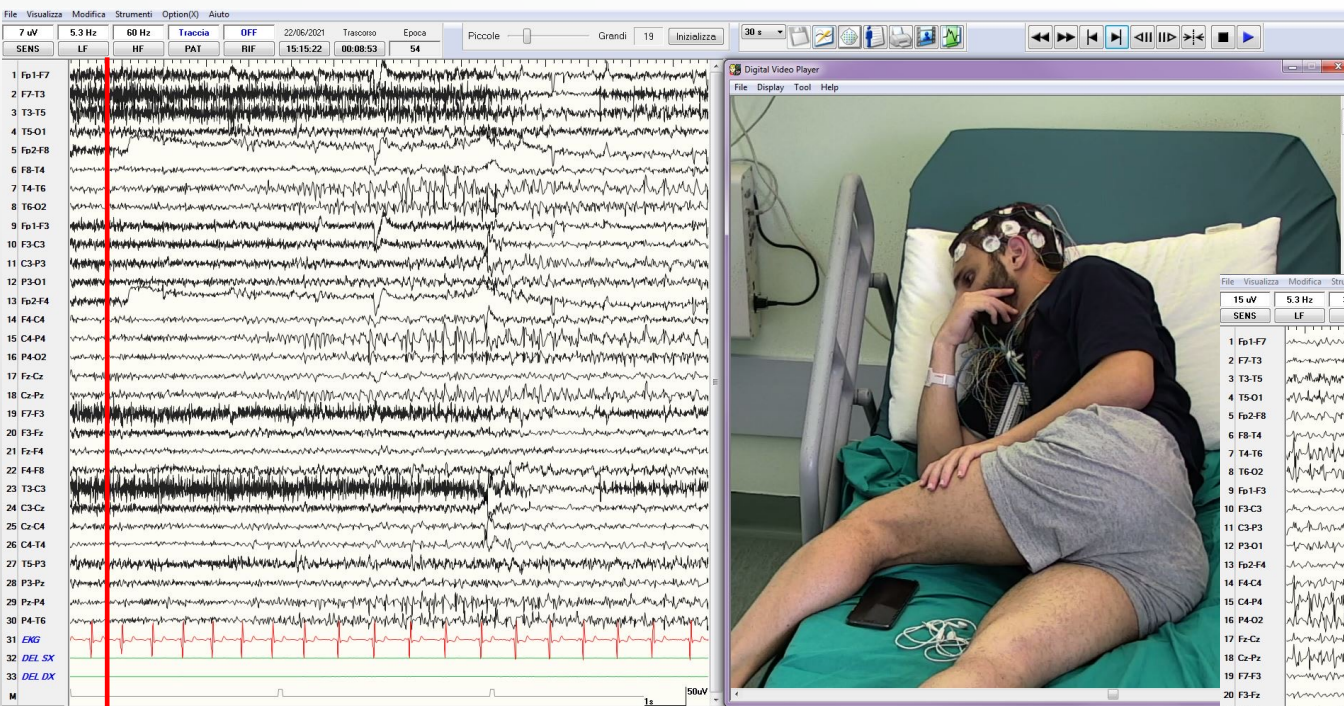 File Visualizza Modifica Strumenti Option(X) Aiuto
7 uV 5.3 Hz 60 Hz Traccia OFF 22/06/2021 Trascorso Epoca
SENS LF HF PAT RIF 15:15:22 00:08:53 54
Piccole Grandi 19 Inizializza
30 s
1 Fp1-F7
2 F7-T3
3 T3-T5
4 T5-O1
5 Fp2-F8
6 F8-T4
7 T4-T6
8 T6-O2
9 Fp1-F3
10 F3-C3
11 C3-P3
12 P3-O1
13 Fp2-F4
14 F4-C4
15 C4-P4
16 P4-O2
17 Fz-Cz
18 Cz-Pz
19 F7-F3
20 F3-Fz
21 Fz-F4
22 F4-F8
23 T3-C3
24 C3-Cz
25 Cz-C4
26 C4-T4
27 T5-P3
28 P3-Pz
29 Pz-P4
30 P4-T6
31 EKG
32 DEL SX
33 DEL DX
M
1s
50uV
Digital Video Player
File Display Tool Help
File Visualizza Modifica Stru
15 uV 5.3 Hz
SENS LF
1 Fp1-F7
2 F7-T3
3 T3-T5
4 T5-O1
5 Fp2-F8
6 F8-T4
7 T4-T6
8 T6-O2
9 Fp1-F3
10 F3-C3
11 C3-P3
12 P3-O1
13 Fp2-F4
14 F4-C4
15 C4-P4
16 P4-O2
17 Fz-Cz
18 Cz-Pz
19 F7-F3
20 F3-Fz